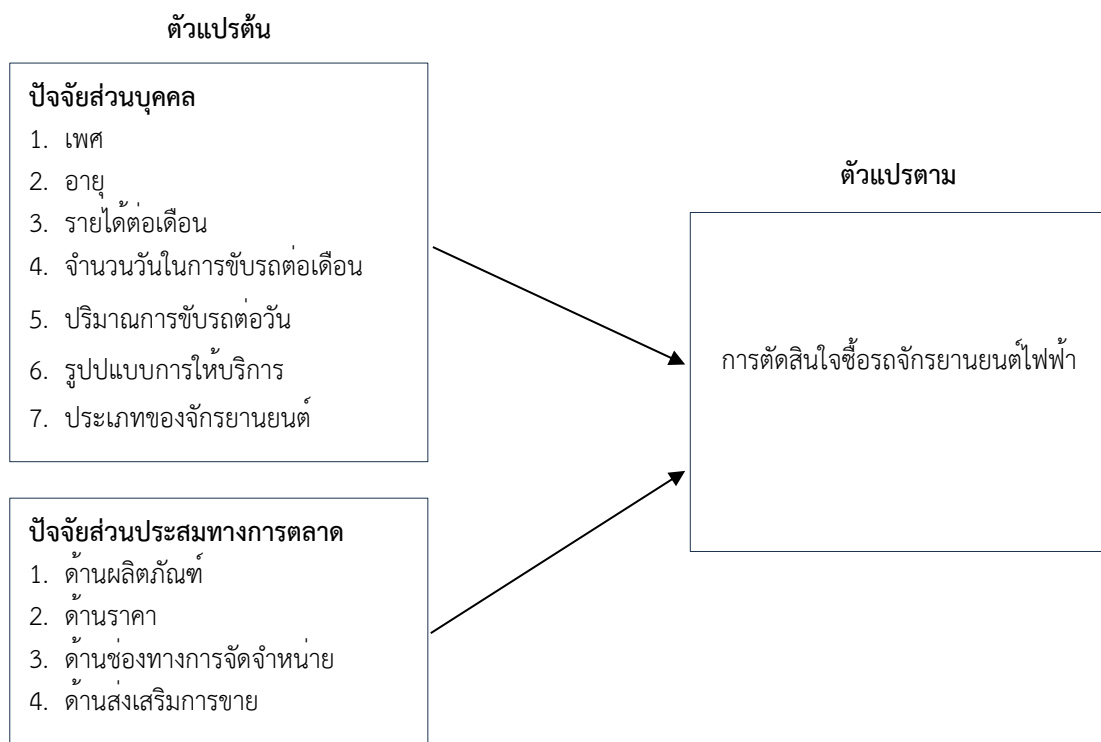 ตัวแปรต้น
ปัจจัยส่วนบุคคล
1. เพศ
2. อายุ
3. รายได้ต่อเดือน
4. จำนวนวันในการขับรถต่อเดือน
5. ปริมาณการขับรถต่อวัน
6. รูปปแบบการให้บริการ
7. ประเภทของจักรยานยนต์
ปัจจัยส่วนประสมทางการตลาด
1. ด้านผลิตภัณฑ์
2. ด้านราคา
3. ด้านช่องทางการจัดจำหน่าย
4. ด้านส่งเสริมการขาย
ตัวแปรตาม
การตัดสินใจซื้อรถจักรยานยนต์ไฟฟ้า